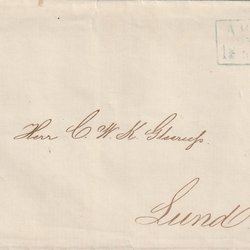 Herr C. W. K. Gleerup.
Lund